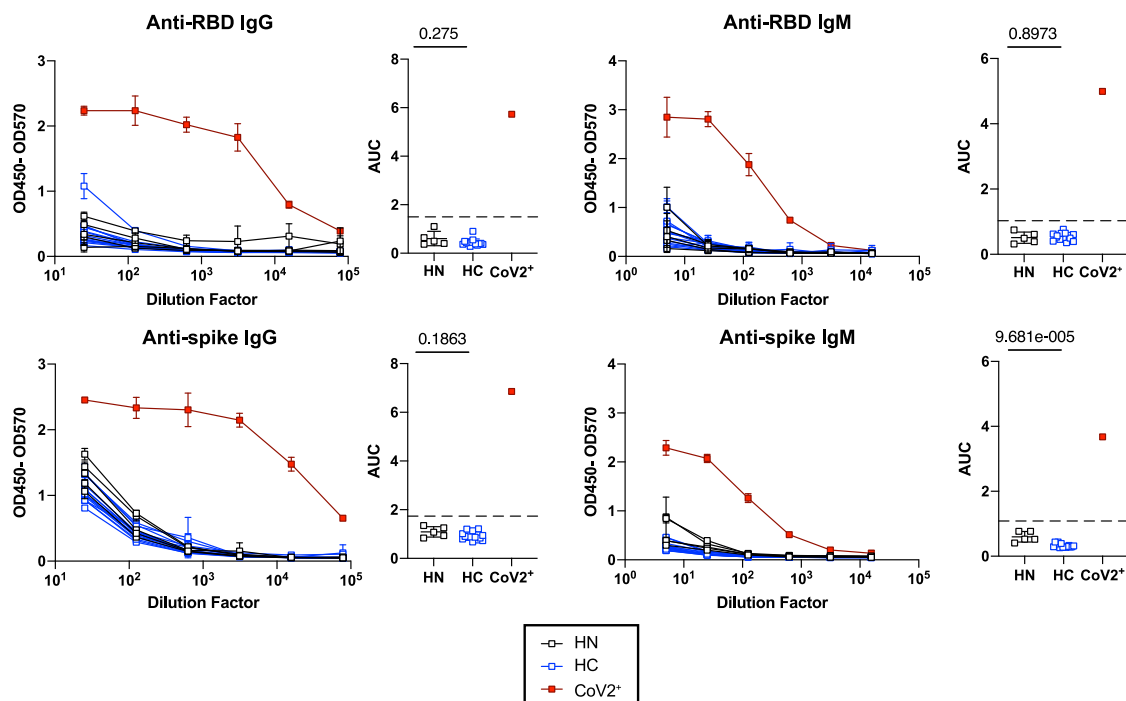 Anti-RBD IgG
OD450- OD570
3
2
1
0
10¹ 10² 10³ 10⁴ 10⁵
Dilution Factor
0.275
AUC
8
6
4
2
0
HN HC CoV2⁺
Anti-RBD IgM
OD450- OD570
4
3
2
1
0
10⁰ 10¹ 10² 10³ 10⁴ 10⁵
Dilution Factor
0.8973
AUC
6
4
2
0
HN HC CoV2⁺
Anti-spike IgG
OD450- OD570
3
2
1
0
10¹ 10² 10³ 10⁴ 10⁵
Dilution Factor
0.1863
AUC
8
6
4
2
0
HN HC CoV2⁺
Anti-spike IgM
OD450- OD570
4
3
2
1
0
10⁰ 10¹ 10² 10³ 10⁴ 10⁵
Dilution Factor
9.681e-005
AUC
6
4
2
0
HN HC CoV2⁺
HN
HC
CoV2⁺